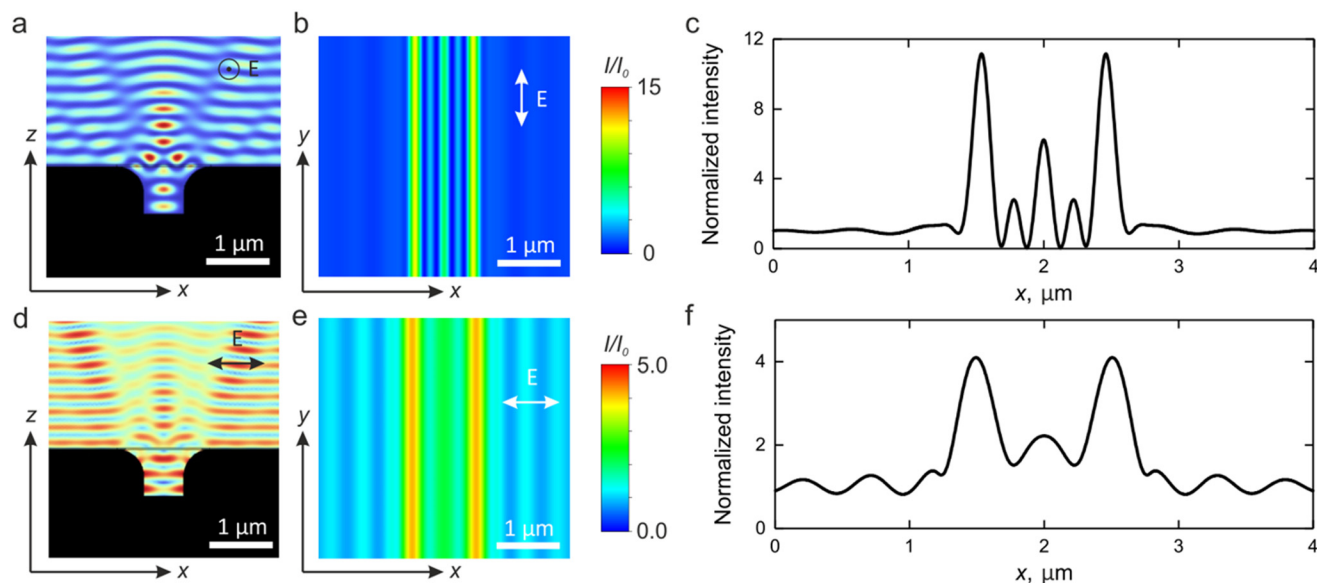 a
E
z
x
1 μm
b
E
y
x
1 μm
I/I₀
15
0
c
Normalized intensity
12
8
4
0
0
1
2
3
4
x, μm
d
E
z
x
1 μm
e
E
y
x
1 μm
I/I₀
5.0
0.0
f
Normalized intensity
4
2
0
0
1
2
3
4
x, μm